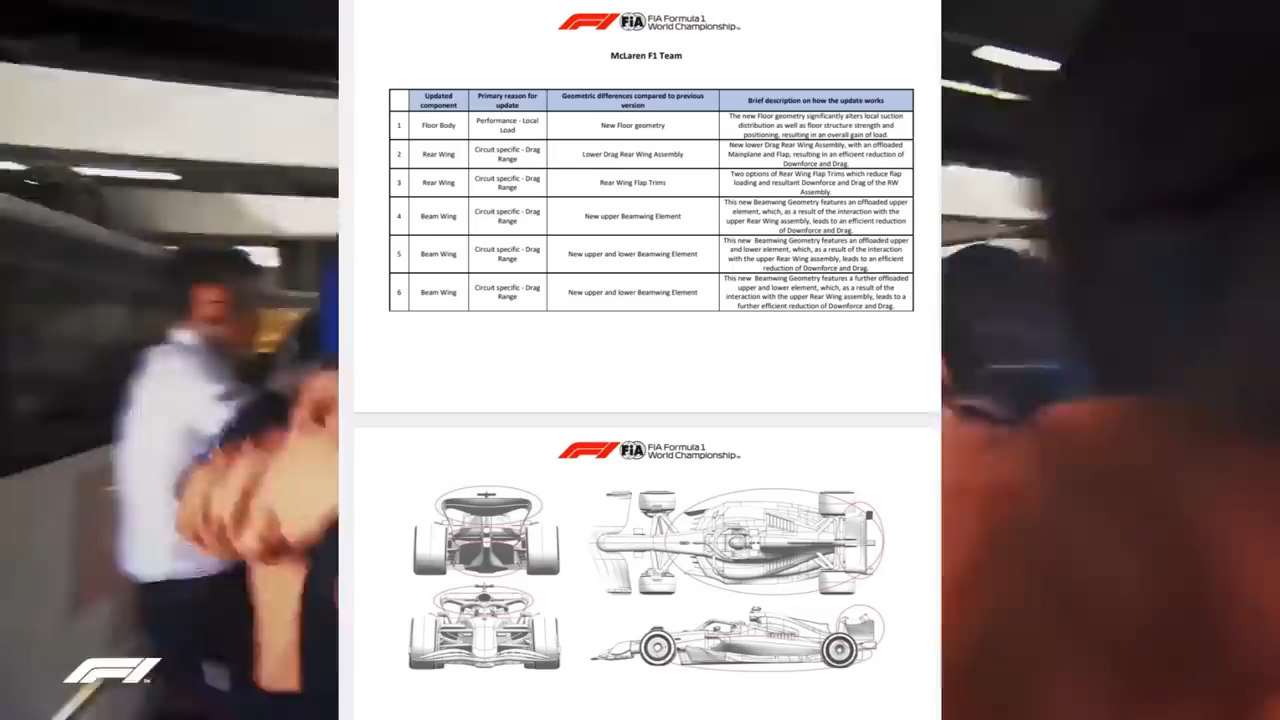 F1 FIA FIA Formula 1
World Championship™
McLaren F1 Team
Updated component
Primary reason for update
Geometric differences compared to previous version
Brief description on how the update works
1
Floor Body
Performance - Local
Load
New Floor geometry
The new Floor geometry significantly alters local suction
distribution as well as floor structure strength and
positioning, resulting in an overall gain of load.
2
Rear Wing
Circuit specific - Drag
Range
Lower Drag Rear Wing Assembly
New lower Drag Rear Wing Assembly, with an offloaded
Mainplane and Flap, resulting in an efficient reduction of
Downforce and Drag.
3
Rear Wing
Circuit specific - Drag
Range
Rear Wing Flap Trims
Two options of Rear Wing Flap Trims which reduce flap
loading and resultant Downforce and Drag of the RW
Assembly.
4
Beam Wing
Circuit specific - Drag
Range
New upper Beamwing Element
This new Beamwing Geometry features an offloaded upper
element, which, as a result of the interaction with the
upper Rear Wing assembly, leads to an efficient reduction
of Downforce and Drag.
5
Beam Wing
Circuit specific - Drag
Range
New upper and lower Beamwing Element
This new Beamwing Geometry features an offloaded upper
and lower element, which, as a result of the interaction
with the upper Rear Wing assembly, leads to an efficient
reduction of Downforce and Drag.
6
Beam Wing
Circuit specific - Drag
Range
New upper and lower Beamwing Element
This new Beamwing Geometry features a further offloaded
upper and lower element, which, as a result of the
interaction with the upper Rear Wing assembly, leads to a
further efficient reduction of Downforce and Drag.
F1 FIA FIA Formula 1
World Championship™
F1